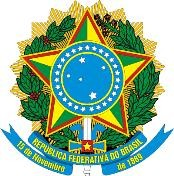 REPÚBLICA FEDERATIVA DO BRASIL
15 de Novembro
de 1889